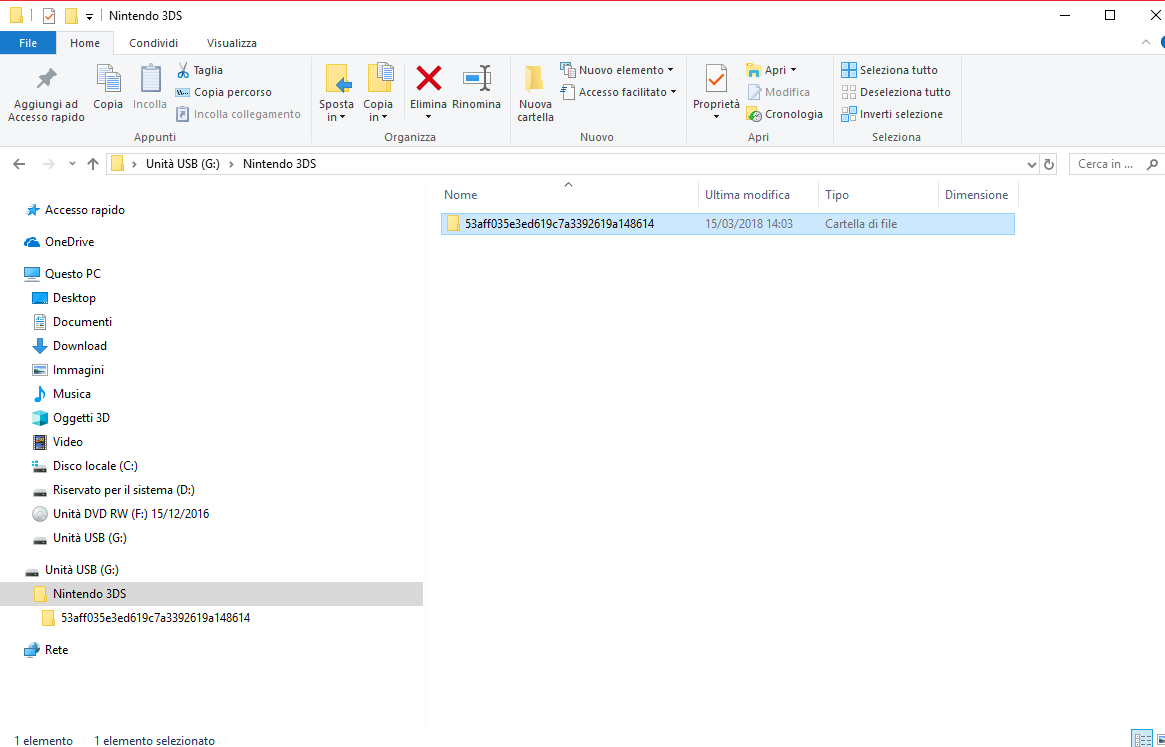 Nintendo 3DS
File Home Condividi Visualizza
Aggiungi ad Accesso rapido
Copia
Incolla
Taglia
Copia percorso
Incolla collegamento
Appunti
Sposta in
Copia in
Elimina
Rinomina
Organizza
Nuova cartella
Nuovo elemento
Accesso facilitato
Nuovo
Proprietà
Apri
Modifica
Cronologia
Apri
Seleziona tutto
Deseleziona tutto
Inverti selezione
Seleziona
Unità USB (G:) Nintendo 3DS
Cerca in ...
Nome Ultima modifica Tipo Dimensione
53aff035e3ed619c7a3392619a148614 15/03/2018 14:03 Cartella di file
Accesso rapido
OneDrive
Questo PC
Desktop
Documenti
Download
Immagini
Musica
Oggetti 3D
Video
Disco locale (C:)
Riservato per il sistema (D:)
Unità DVD RW (F:) 15/12/2016
Unità USB (G:)
Unità USB (G:)
Nintendo 3DS
53aff035e3ed619c7a3392619a148614
Rete
1 elemento 1 elemento selezionato